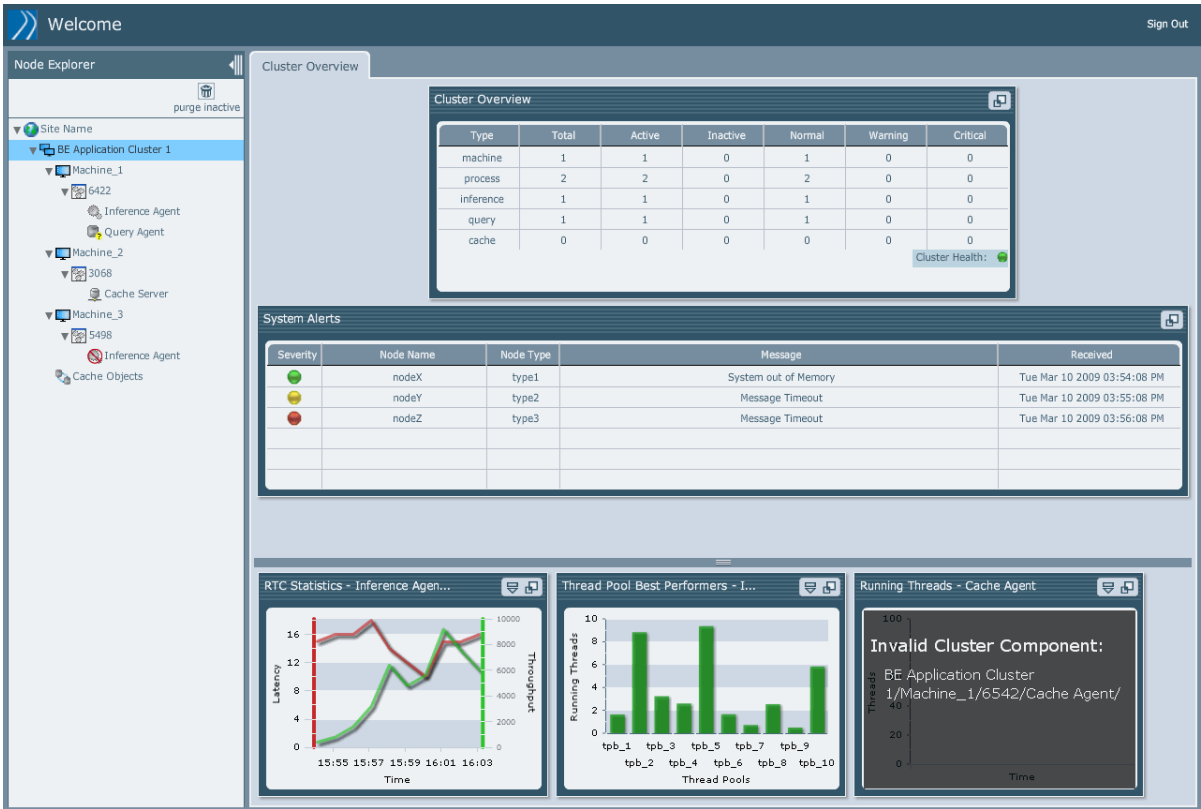 Welcome
Sign Out
Node Explorer
purge inactive
Site Name
BE Application Cluster 1
Machine_1
6422
Inference Agent
Query Agent
Machine_2
3068
Cache Server
Machine_3
5498
Inference Agent
Cache Objects
Cluster Overview
Cluster Overview
Type Total Active Inactive Normal Warning Critical
machine 1 1 0 1 0 0
process 2 2 0 2 0 0
inference 1 1 0 1 0 0
query 1 1 0 1 0 0
cache 0 0 0 0 0 0
Cluster Health:
System Alerts
Severity Node Name Node Type Message Received
nodeX type1 System out of Memory Tue Mar 10 2009 03:54:08 PM
nodeY type2 Message Timeout Tue Mar 10 2009 03:55:08 PM
nodeZ type3 Message Timeout Tue Mar 10 2009 03:56:08 PM
RTC Statistics - Inference Agen...
16
12
8
4
0
Latency
10000
8000
6000
4000
2000
0
Throughput
15:55 15:57 15:59 16:01 16:03
Time
Thread Pool Best Performers - I...
10
8
6
4
2
0
Running Threads
tpb_1 tpb_3 tpb_5 tpb_7 tpb_9
tpb_2 tpb_4 tpb_6 tpb_8 tpb_10
Thread Pools
Running Threads - Cache Agent
100
Invalid Cluster Component:
BE Application Cluster
1/Machine_1/6542/Cache Agent/
Threads
40
20
0
Time